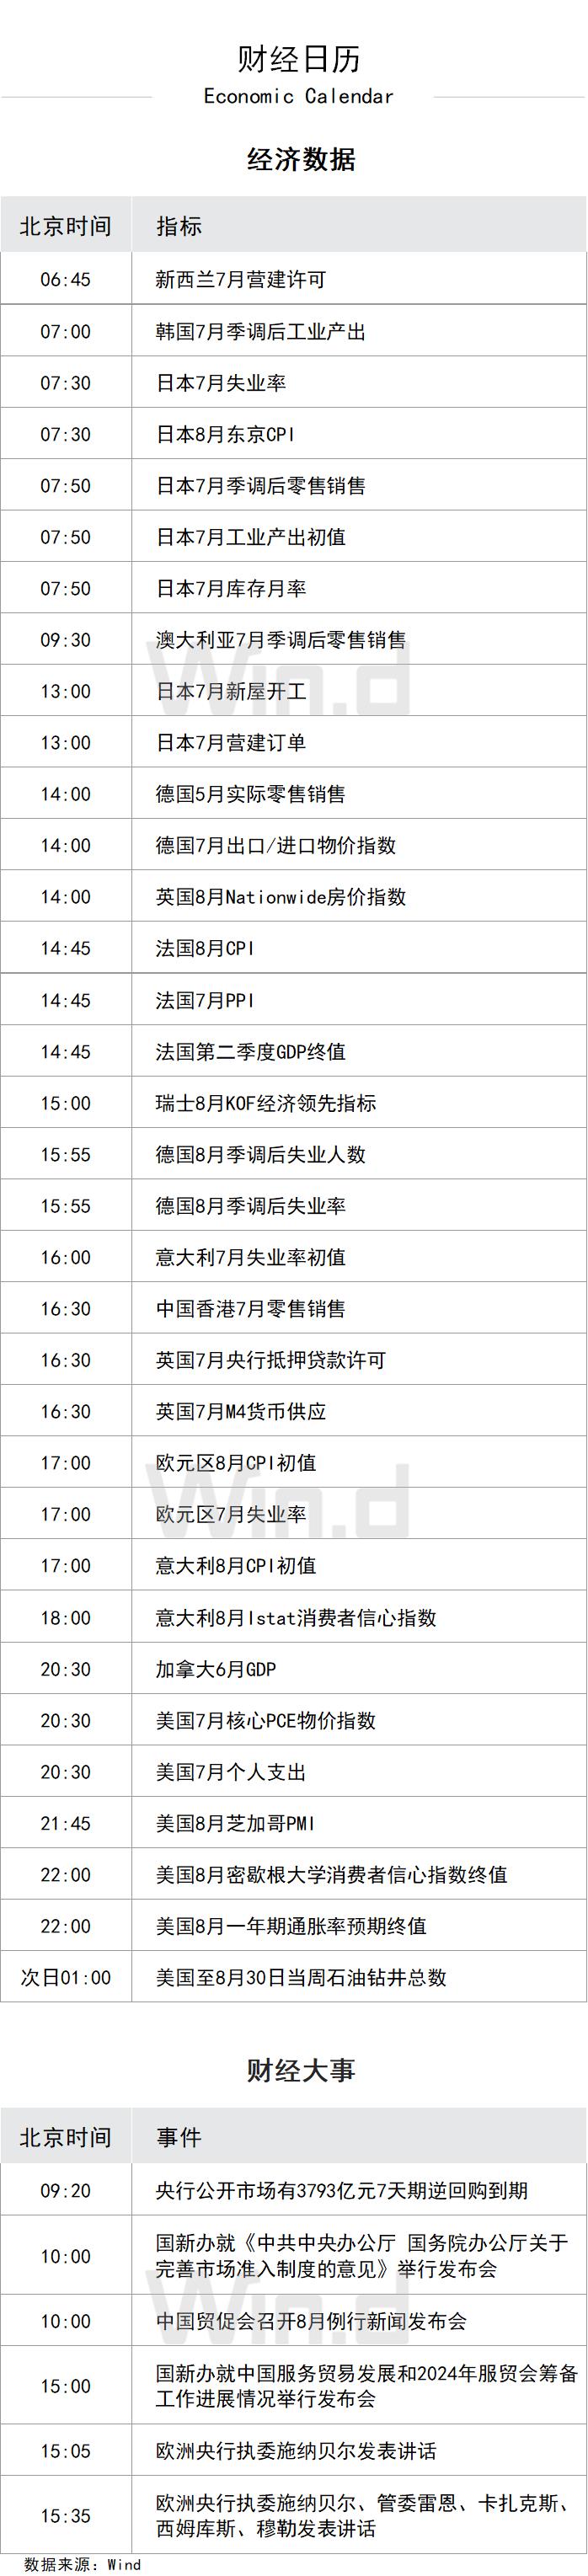 财经日历
Economic Calendar
经济数据
北京时间 指标
06:45 新西兰7月营建许可
07:00 韩国7月季调后工业产出
07:30 日本7月失业率
07:30 日本8月东京CPI
07:50 日本7月季调后零售销售
07:50 日本7月工业产出初值
07:50 日本7月库存月率
09:30 澳大利亚7月季调后零售销售
13:00 日本7月新屋开工
13:00 日本7月营建订单
14:00 德国5月实际零售销售
14:00 德国7月出口/进口物价指数
14:00 英国8月Nationwide房价指数
14:45 法国8月CPI
14:45 法国7月PPI
14:45 法国第二季度GDP终值
15:00 瑞士8月KOF经济领先指标
15:55 德国8月季调后失业人数
15:55 德国8月季调后失业率
16:00 意大利7月失业率初值
16:30 中国香港7月零售销售
16:30 英国7月央行抵押贷款许可
16:30 英国7月M4货币供应
17:00 欧元区8月CPI初值
17:00 欧元区7月失业率
17:00 意大利8月CPI初值
18:00 意大利8月Istat消费者信心指数
20:30 加拿大6月GDP
20:30 美国7月核心PCE物价指数
20:30 美国7月个人支出
21:45 美国8月芝加哥PMI
22:00 美国8月密歇根大学消费者信心指数终值
22:00 美国8月一年期通胀率预期终值
次日01:00 美国至8月30日当周石油钻井总数
财经大事
北京时间 事件
09:20 央行公开市场有3793亿元7天期逆回购到期
10:00 国新办就《中共中央办公厅 国务院办公厅关于
完善市场准入制度的意见》举行发布会
10:00 中国贸促会召开8月例行新闻发布会
15:00 国新办就中国服务贸易发展和2024年服贸会筹备
工作进展情况举行发布会
15:05 欧洲央行执委施纳贝尔发表讲话
15:35 欧洲央行执委施纳贝尔、管委雷恩、卡扎克斯、
西姆库斯、穆勒发表讲话
数据来源：Wind
Win.d
Win.d
Win.d